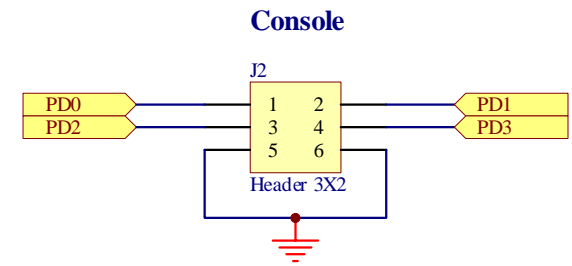 Console
J2
PD0 1 2 PD1
PD2 3 4 PD3
5 6
Header 3X2